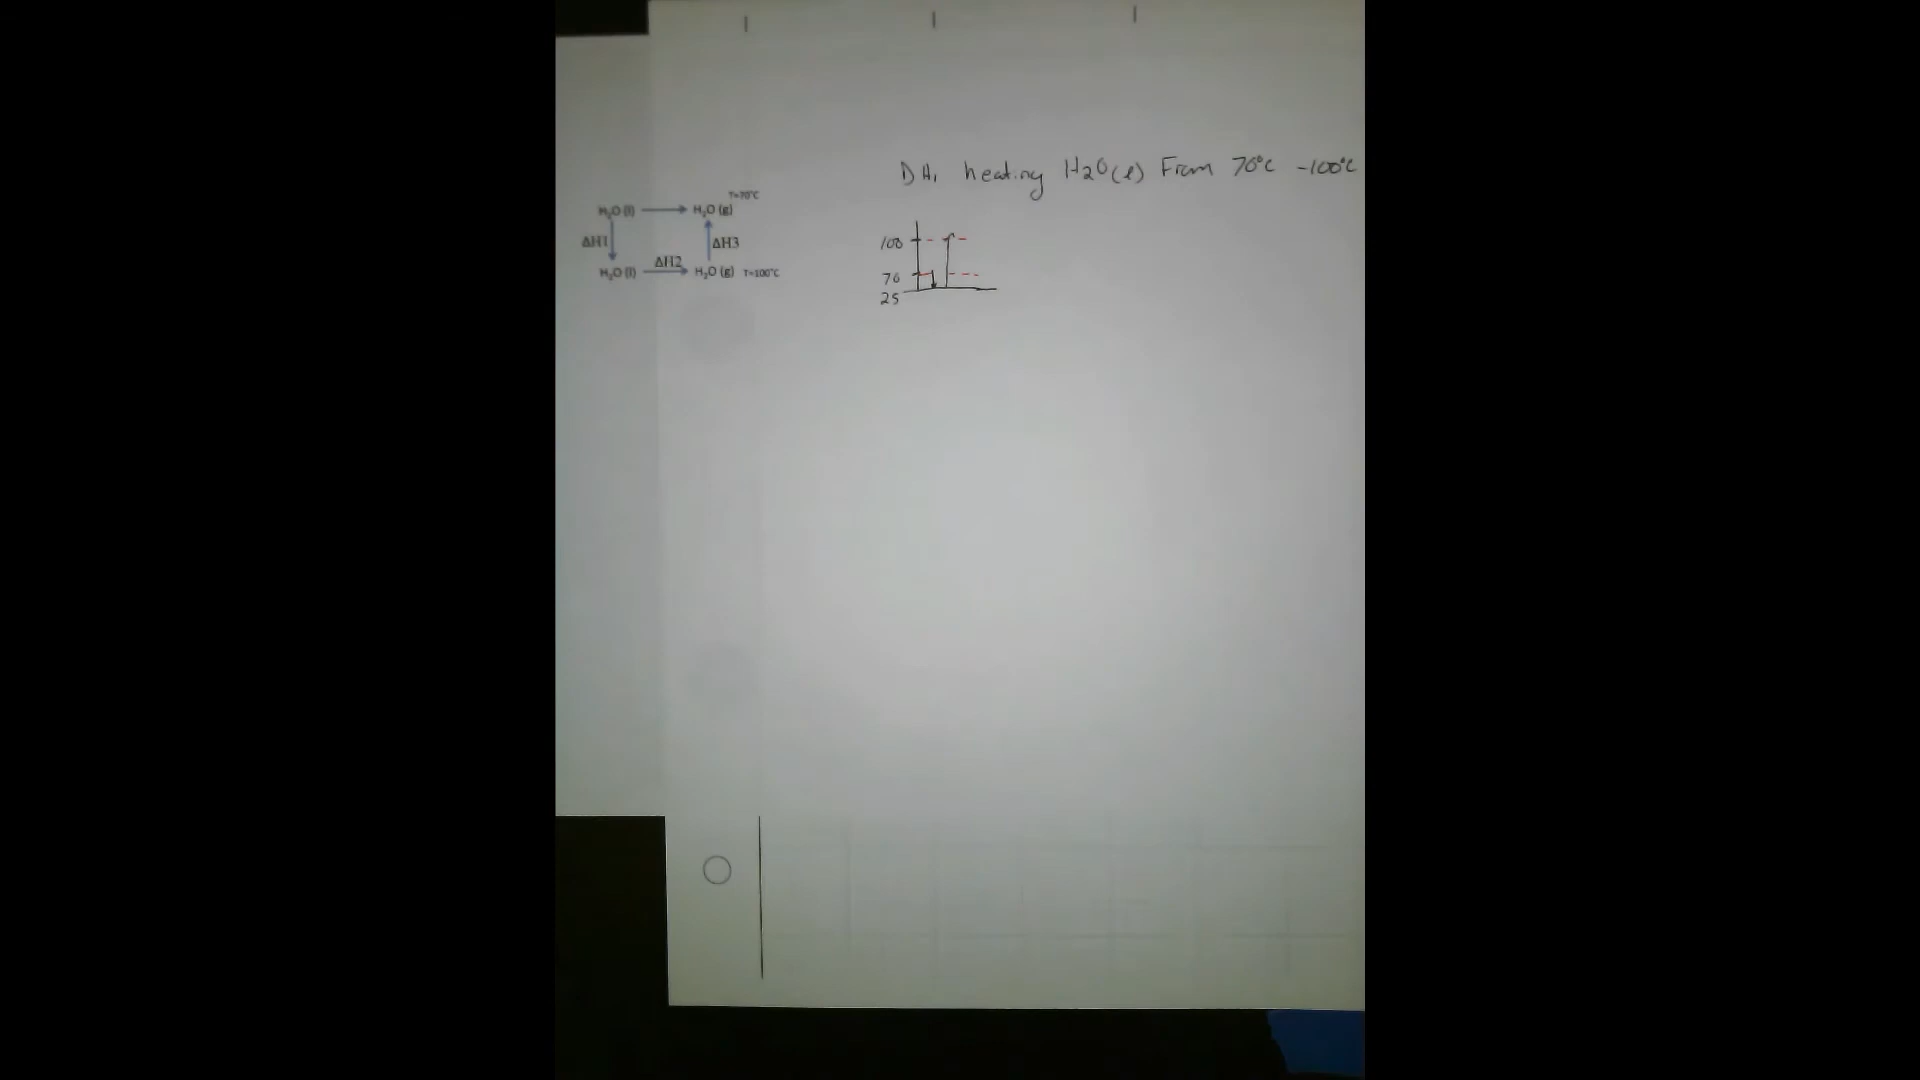 ΔH₁ heating H₂O(l) From 70°C -100°C
T=70°C
H₂O (l) → H₂O (g)
ΔH1 ΔH3
ΔH2
H₂O (l) → H₂O (g) T=100°C
100
70
25